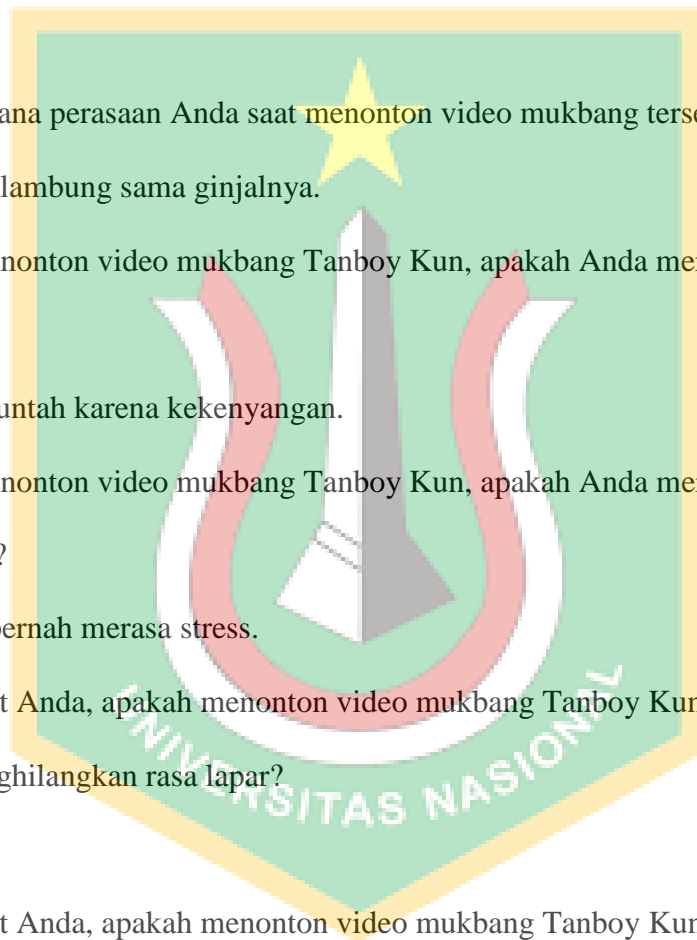 ana perasaan Anda saat menonton video mukbang terse
lambung sama ginjalnya.
nonton video mukbang Tanboy Kun, apakah Anda mer
untah karena kekenyangan.
nonton video mukbang Tanboy Kun, apakah Anda mer
?
pernah merasa stress.
t Anda, apakah menonton video mukbang Tanboy Kun
ghilangkan rasa lapar?
t Anda, apakah menonton video mukbang Tanboy Kun
UNIVERSITAS NASIONAL